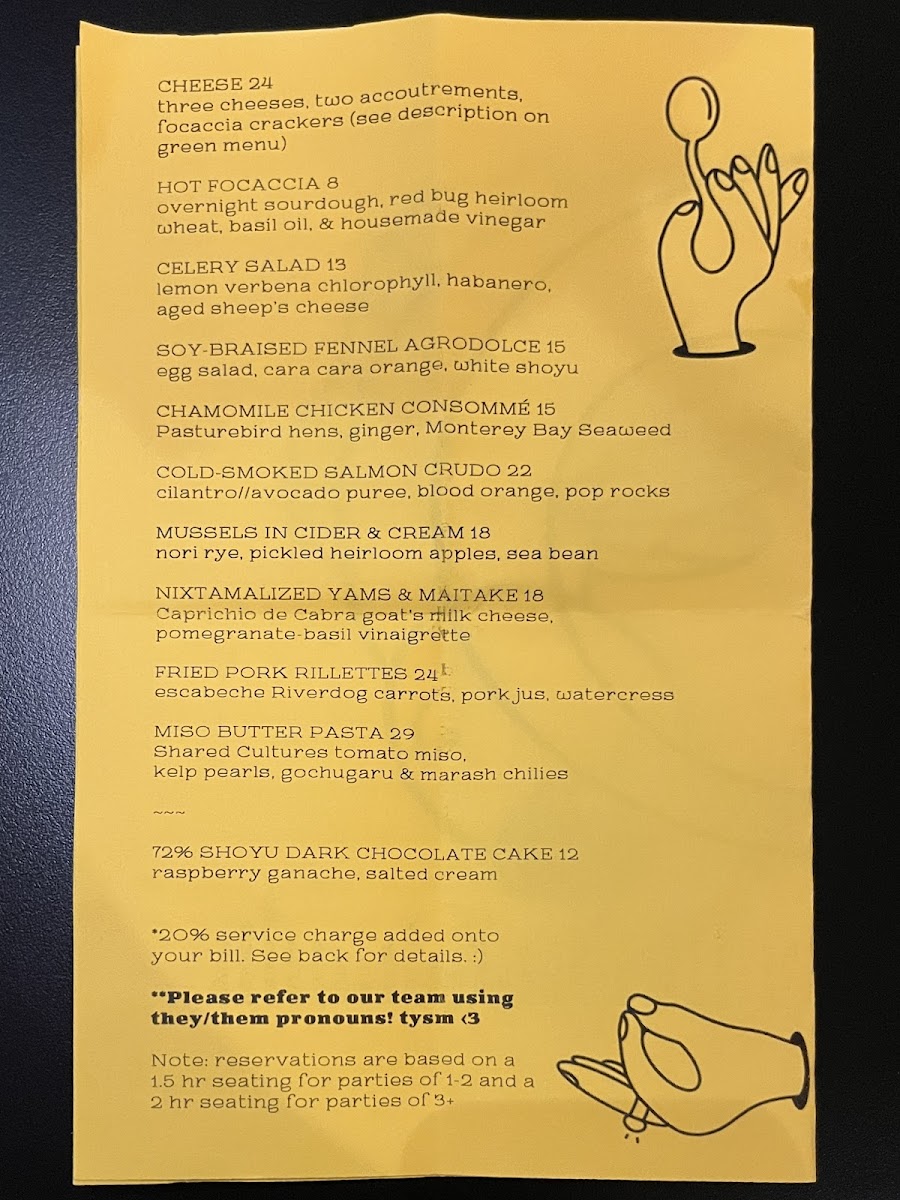 CHEESE 24
three cheeses, two accoutrements,
focaccia crackers (see description on
green menu)
HOT FOCACCIA 8
overnight sourdough, red bug heirloom
wheat, basil oil, & housemade vinegar
CELERY SALAD 13
lemon verbena chlorophyll, habanero,
aged sheep's cheese
SOY-BRAISED FENNEL AGRODOLCE 15
egg salad, cara cara orange, white shoyu
CHAMOMILE CHICKEN CONSOMMÉ 15
Pasturebird hens, ginger, Monterey Bay Seaweed
COLD-SMOKED SALMON CRUDO 22
cilantro//avocado puree, blood orange, pop rocks
MUSSELS IN CIDER & CREAM 18
nori rye, pickled heirloom apples, sea bean
NIXTAMALIZED YAMS & MAITAKE 18
Caprichio de Cabra goat's milk cheese,
pomegranate-basil vinaigrette
FRIED PORK RILLETTES 24
escabeche Riverdog carrots, pork jus, watercress
MISO BUTTER PASTA 29
Shared Cultures tomato miso,
kelp pearls, gochugaru & marash chilies
~~~
72% SHOYU DARK CHOCOLATE CAKE 12
raspberry ganache, salted cream
*20% service charge added onto
your bill. See back for details. :)
**Please refer to our team using
they/them pronouns! tysm <3
Note: reservations are based on a
1.5 hr seating for parties of 1-2 and a
2 hr seating for parties of 3+